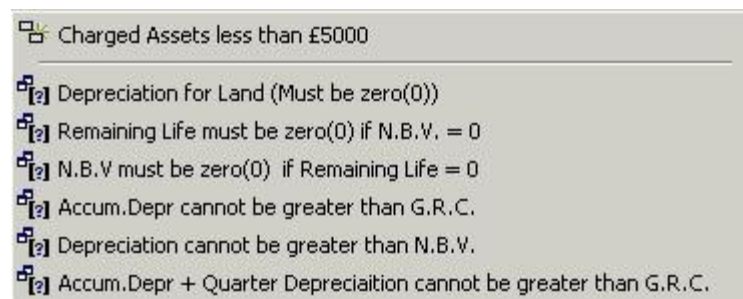 Charged Assets less than £5000
[?] Depreciation for Land (Must be zero(0))
[?] Remaining Life must be zero(0) if N.B.V. = 0
[?] N.B.V must be zero(0) if Remaining Life = 0
[?] Accum.Depr cannot be greater than G.R.C.
[?] Depreciation cannot be greater than N.B.V.
[?] Accum.Depr + Quarter Depreciaition cannot be greater than G.R.C.